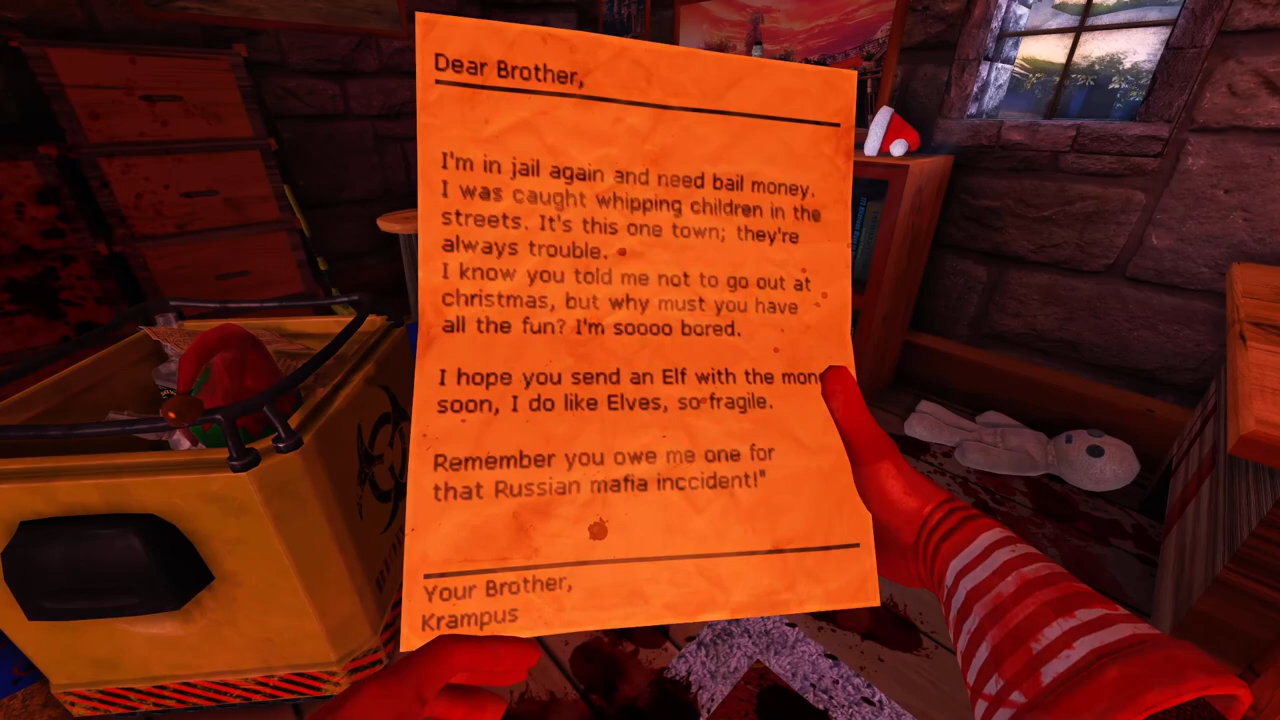 Dear Brother,
I'm in jail again and need bail money.
I was caught whipping children in the
streets. It's this one town; they're
always trouble.
I know you told me not to go out at
christmas, but why must you have
all the fun? I'm soooo bored.
I hope you send an Elf with the mon
soon, I do like Elves, so fragile.
Remember you owe me one for
that Russian mafia inccident!"
Your Brother,
Krampus